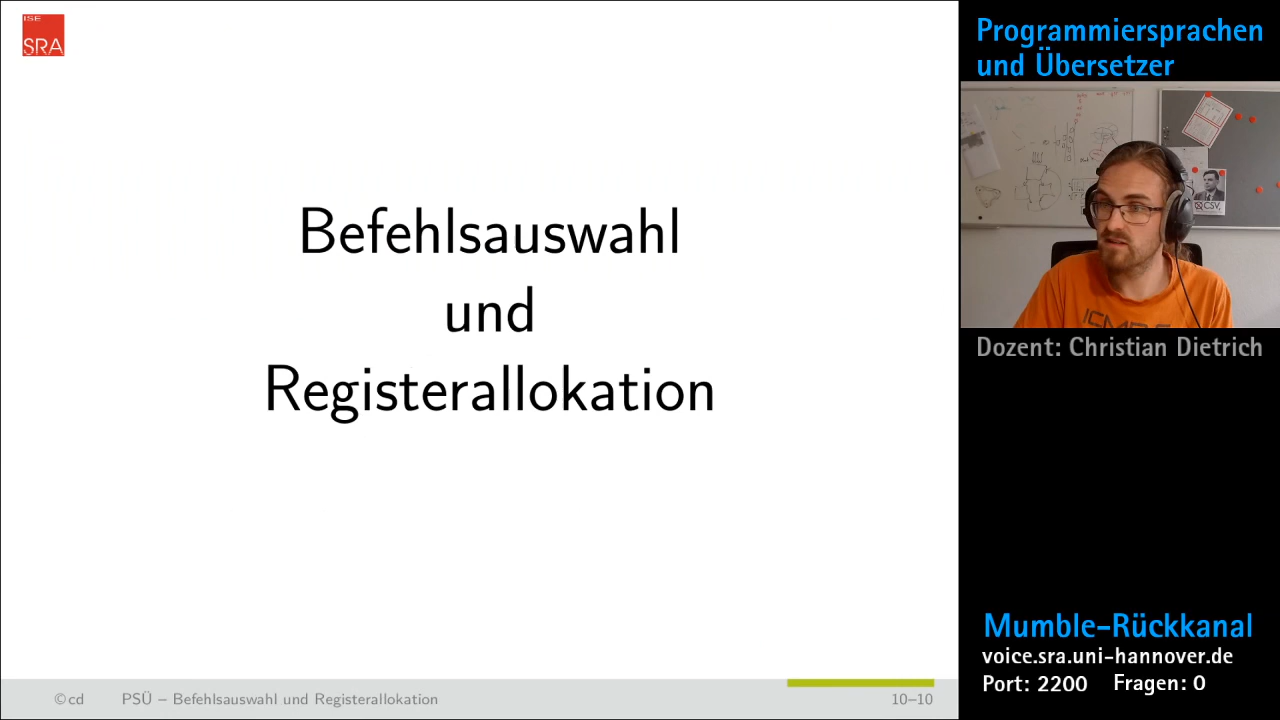 ISE
SRA
Befehlsauswahl
und
Registerallokation
©cd PSÜ – Befehlsauswahl und Registerallokation 10–10
Programmiersprachen
und Übersetzer
CSV
Dozent: Christian Dietrich
Mumble-Rückkanal
voice.sra.uni-hannover.de
Port: 2200 Fragen: 0